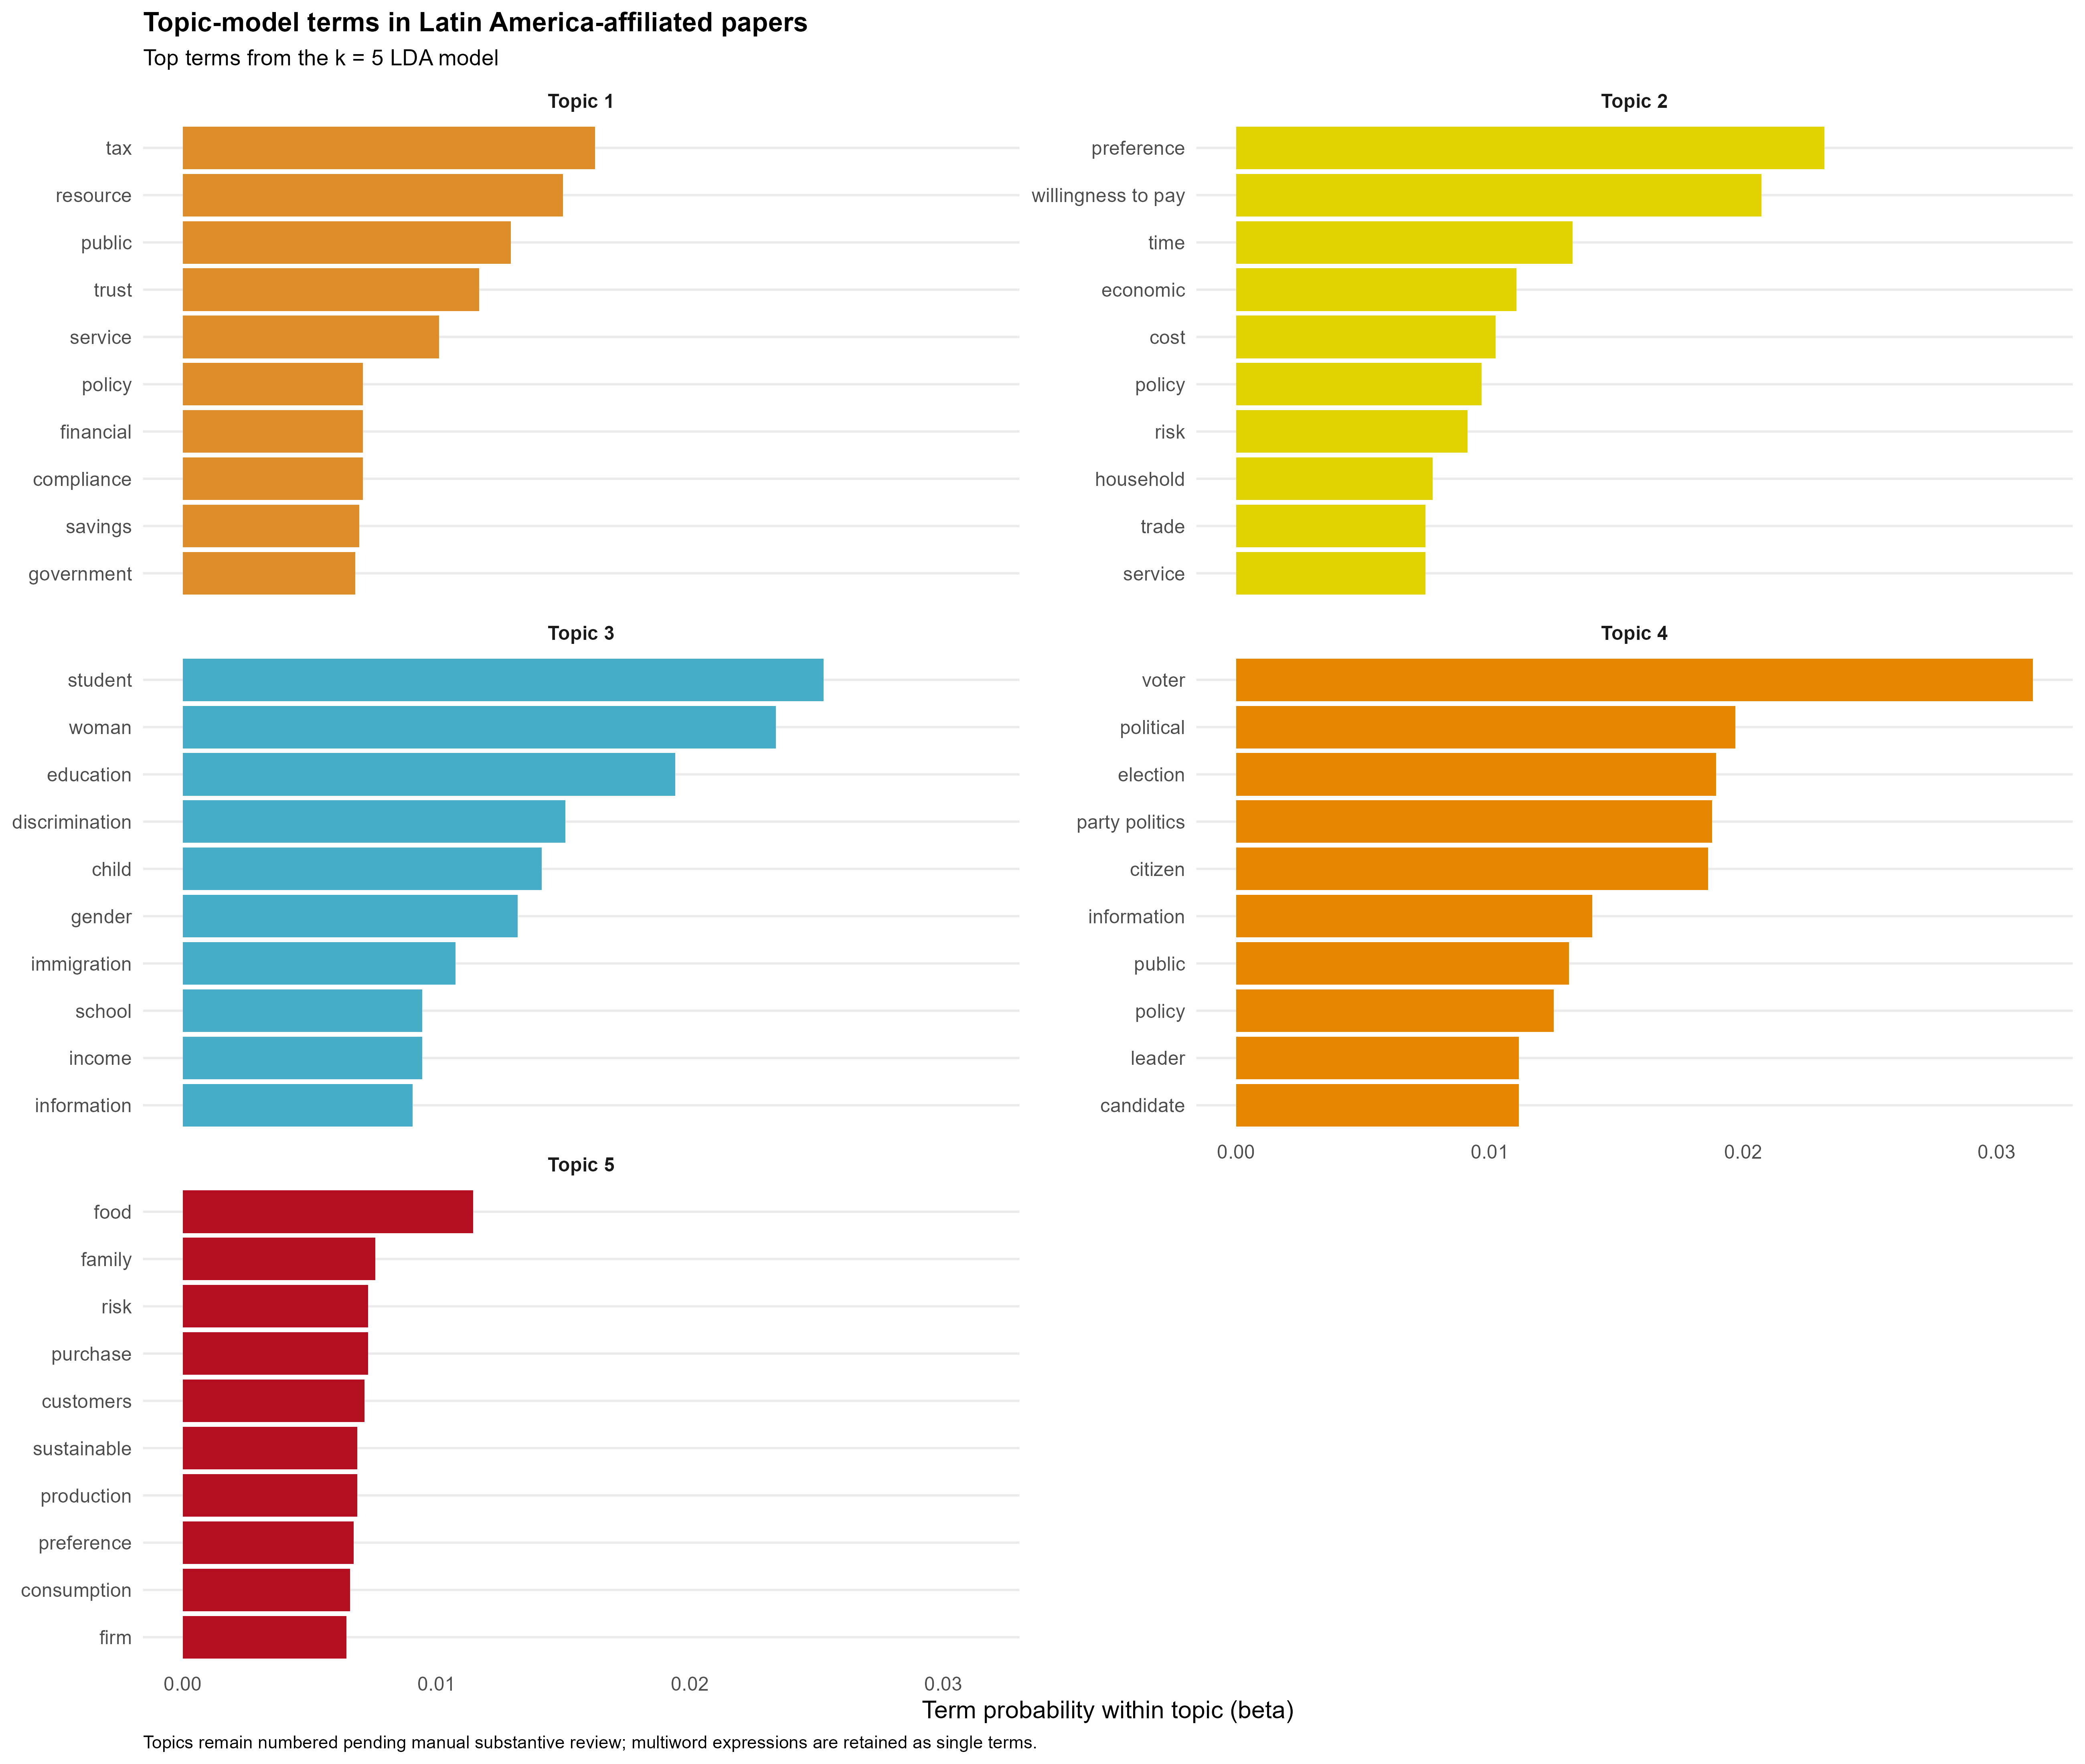 Topic-model terms in Latin America-affiliated papers
Top terms from the k = 5 LDA model
Topic 1
tax
resource
public
trust
service
policy
financial
compliance
savings
government
Topic 2
preference
willingness to pay
time
economic
cost
policy
risk
household
trade
service
Topic 3
student
woman
education
discrimination
child
gender
immigration
school
income
information
Topic 4
voter
political
election
party politics
citizen
information
public
policy
leader
candidate
0.00 0.01 0.02 0.03
Topic 5
food
family
risk
purchase
customers
sustainable
production
preference
consumption
firm
0.00 0.01 0.02 0.03
Term probability within topic (beta)
Topics remain numbered pending manual substantive review; multiword expressions are retained as single terms.